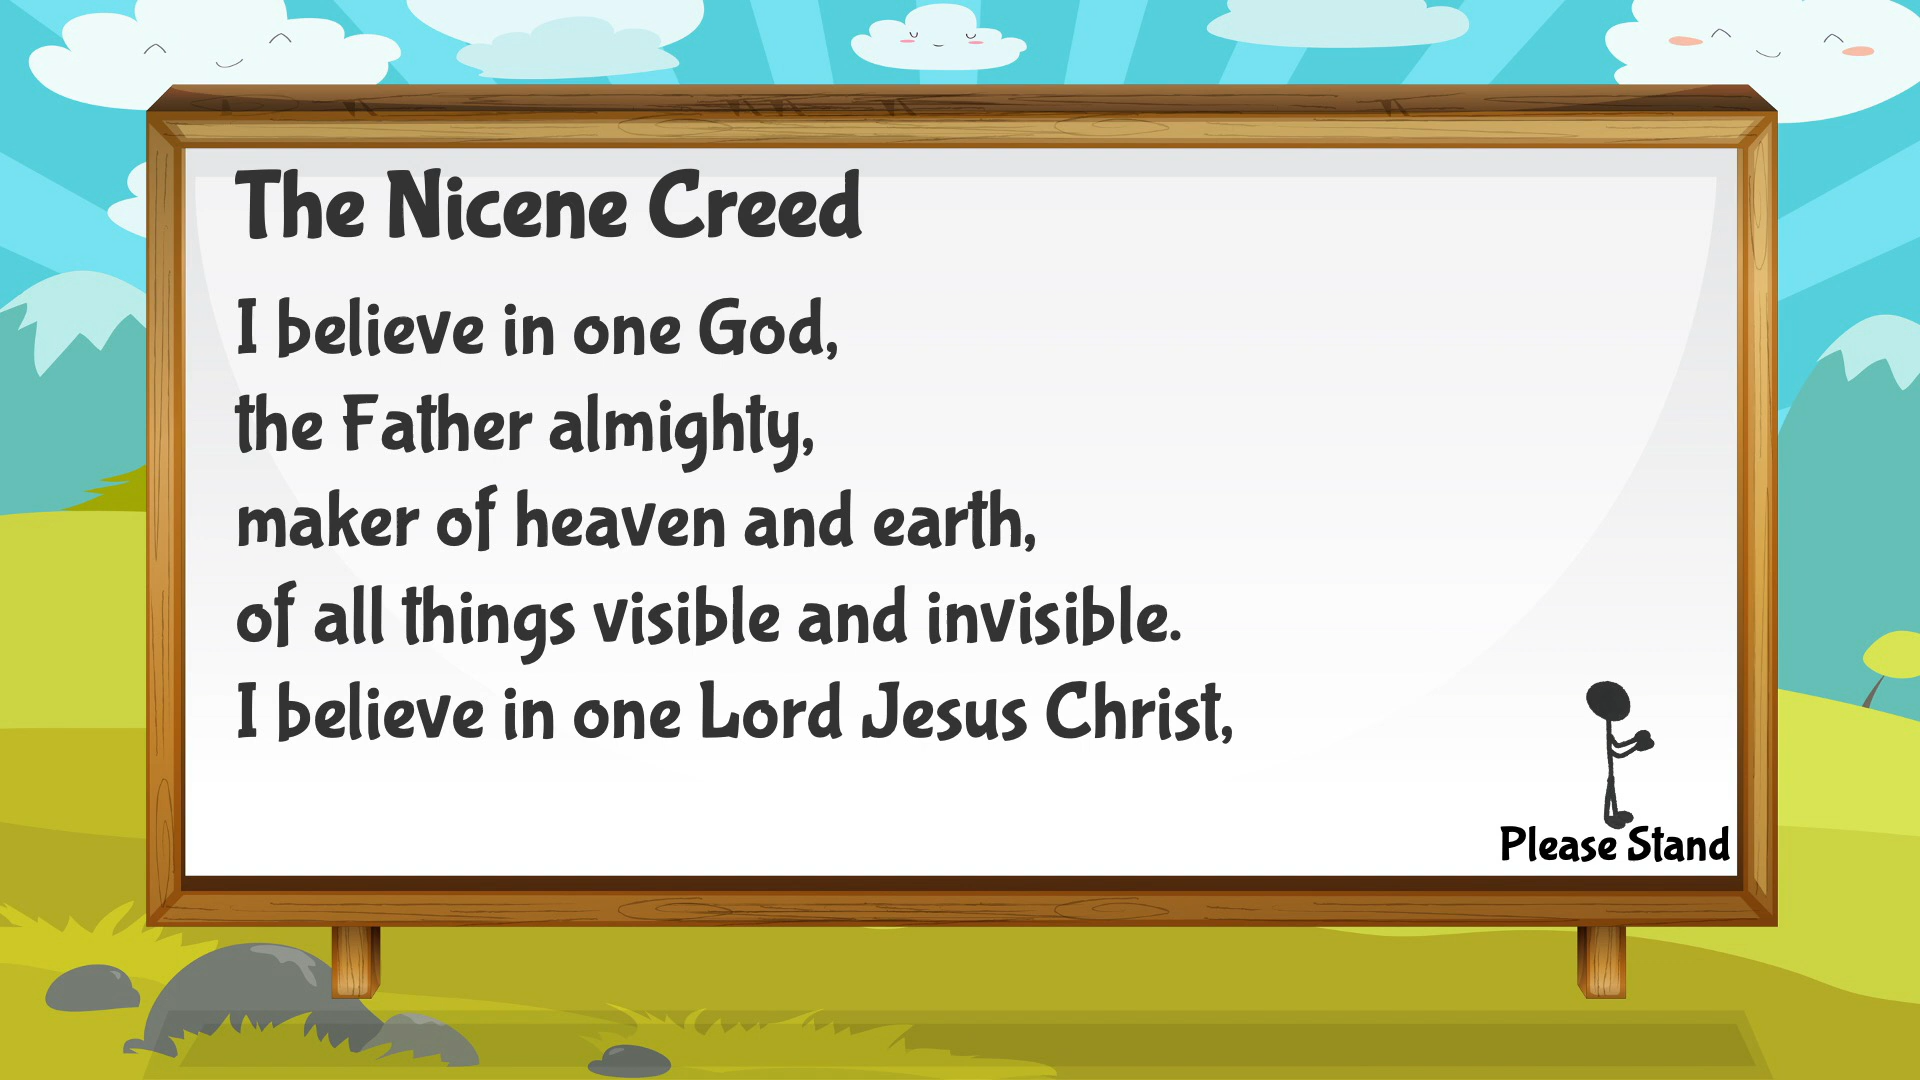 The Nicene Creed
I believe in one God,
the Father almighty,
maker of heaven and earth,
of all things visible and invisible.
I believe in one Lord Jesus Christ,
Please Stand